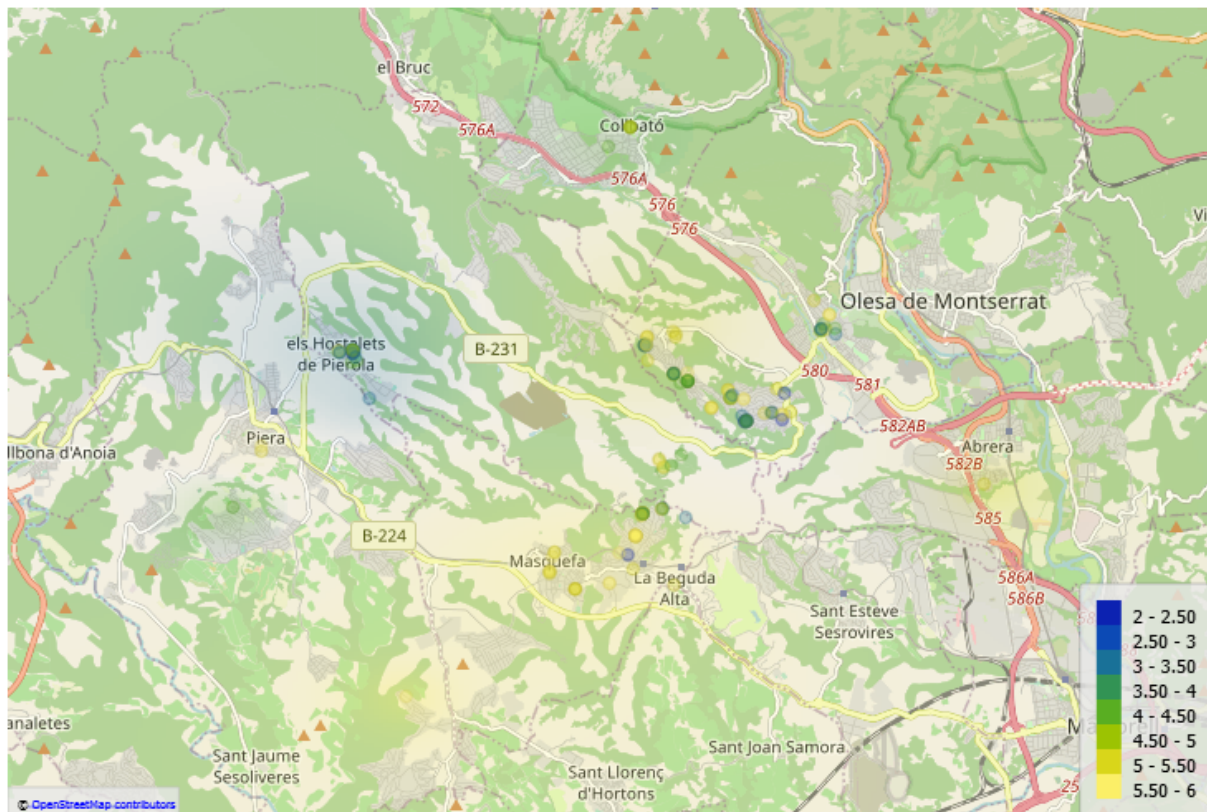 el Bruc
572
576A
Collbató
576A
576
576
Vi
Olesa de Montserrat
els Hostalets
de Pierola
B-231
580
581
582AB
Piera
llbona d'Anoia
Abrera
582B
585
B-224
Masquefa
La Beguda
Alta
586A
586B
Sant Esteve
Sesrovires
2 - 2.50
2.50 - 3
3 - 3.50
3.50 - 4
4 - 4.50
4.50 - 5
5 - 5.50
5.50 - 6
analetes
Sant Jaume
Sesoliveres
Sant Joan Samora
Sant Llorenç
d'Hortons
25
© OpenStreetMap contributors